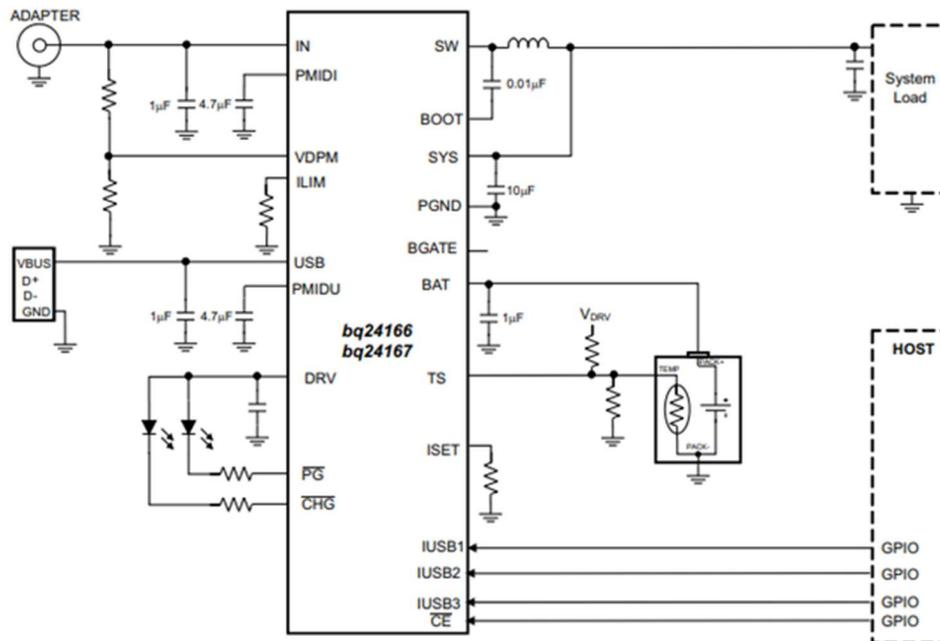 ADAPTER
IN
PMIDI
1µF
4.7µF
VDPM
ILIM
VBUS
D+
D-
GND
USB
PMIDU
1µF
4.7µF
bq24166
bq24167
DRV
PG
CHG
SW
0.01µF
BOOT
SYS
10µF
PGND
BGATE
BAT
1µF
VDRV
TS
TEMP
PACK+
+
-
PACK-
ISET
IUSB1
IUSB2
IUSB3
CE
System
Load
HOST
GPIO
GPIO
GPIO
GPIO